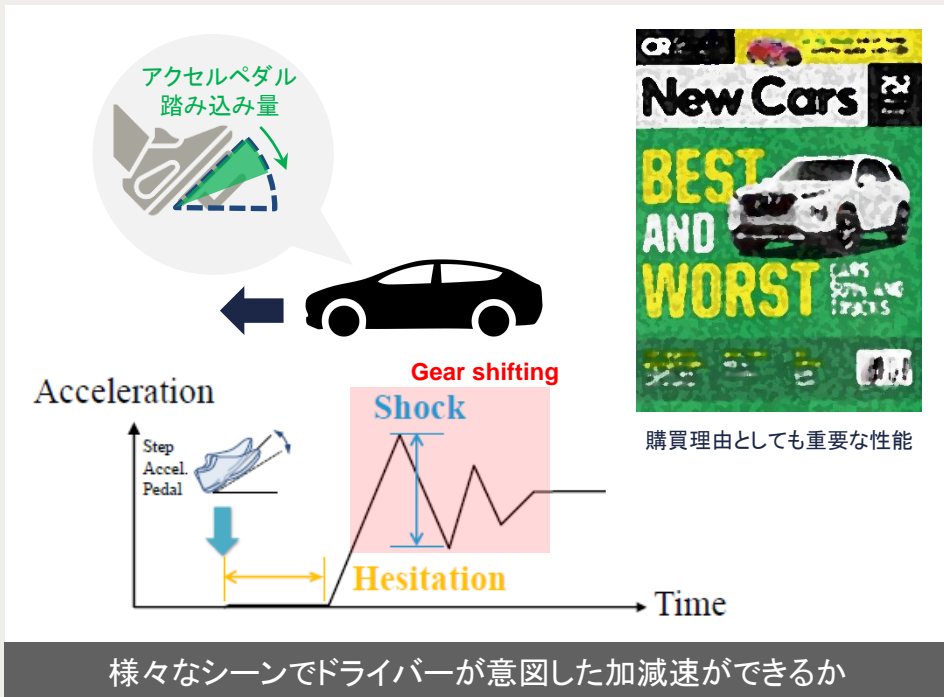 アクセルペダル
踏み込み量
CR
New Cars
BEST
AND
WORST
購買理由としても重要な性能
Gear shifting
Acceleration
Shock
Step
Accel.
Pedal
Hesitation
Time
様々なシーンでドライバーが意図した加減速ができるか